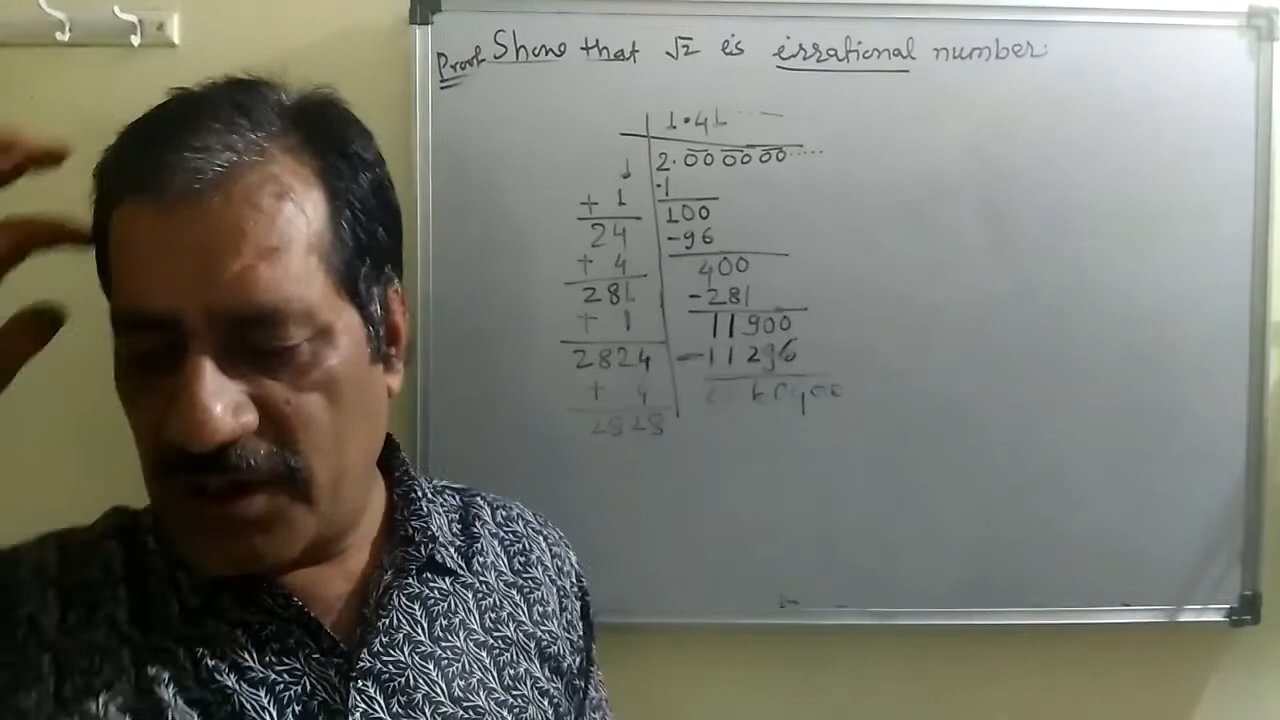 Proof Show that √2 is irrational number.
1.41 ---
1 2.000000.....
+ 1 -1
100
24 -96
+ 4 400
281 -281
+ 1 11900
2824 -11296
+ 4
2828